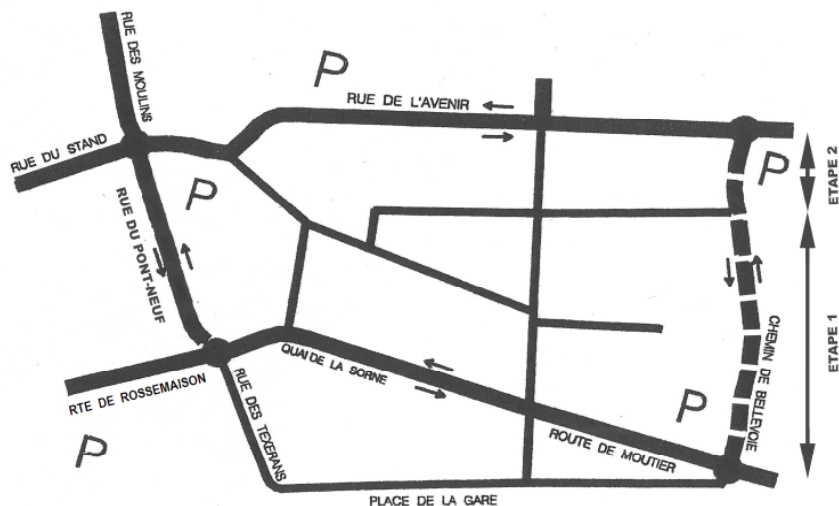 RUE DES MOULINS
P
RUE DE L'AVENIR
RUE DU STAND
P
P
ETAPE 2
RUE DU PONT-NEUF
QUAI DE LA SORNE
CHEMIN DE BELLEVOIE
ETAPE 1
RTE DE ROSSEMAISON
RUE DES TEXERANS
P
ROUTE DE MOUTIER
P
PLACE DE LA GARE